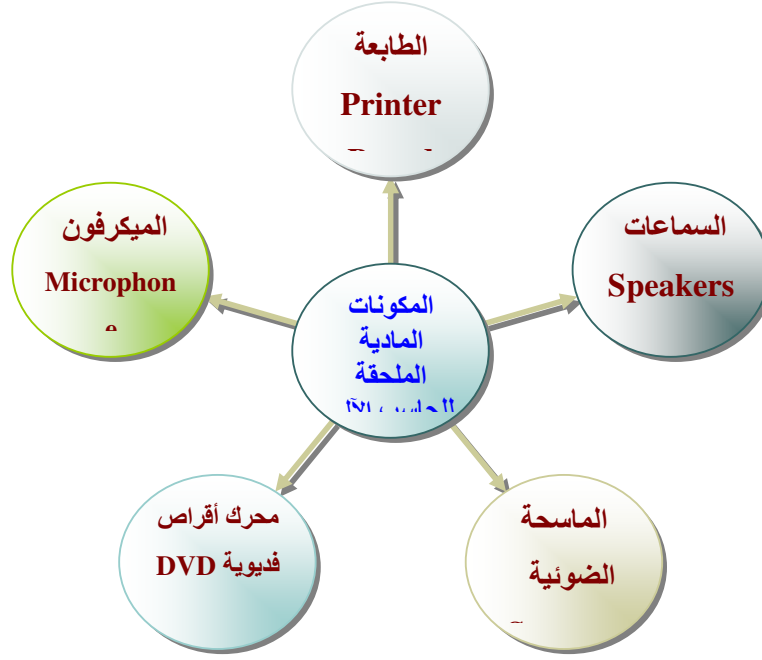 الطابعة
Printer
الميكرفون
Microphon
e
السماعات
Speakers
المكونات
المادية
الملحقة
محرك أقراص
فديوية DVD
الماسحة
الضوئية